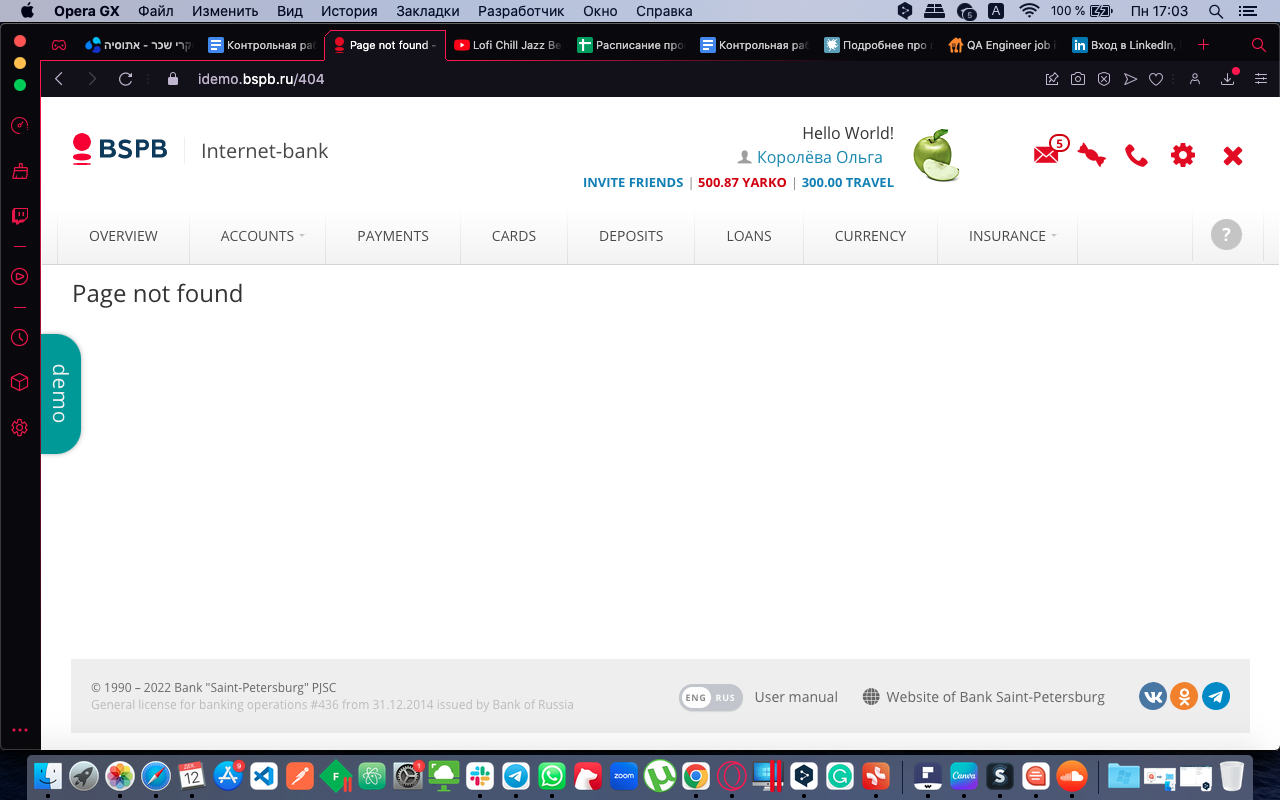 Opera GX Файл Изменить Вид История Закладки Разработчик Окно Справка 6 A 100 % Пн 17:03
קרי שכר - אתוסיה Контрольная ра Page not found - Lofi Chill Jazz Be Расписание про Контрольная ра Подробнее про QA Engineer job i Вход в LinkedIn,
idemo.bspb.ru/404
BSPB Internet-bank
Hello World!
5
Королёва Ольга
INVITE FRIENDS | 500.87 YARKO | 300.00 TRAVEL
OVERVIEW ACCOUNTS PAYMENTS CARDS DEPOSITS LOANS CURRENCY INSURANCE ?
Page not found
demo
© 1990 – 2022 Bank "Saint-Petersburg" PJSC
General license for banking operations #436 from 31.12.2014 issued by Bank of Russia
ENG RUS User manual Website of Bank Saint-Petersburg
ДЕК 12 9 F 1 zoom W Canva S